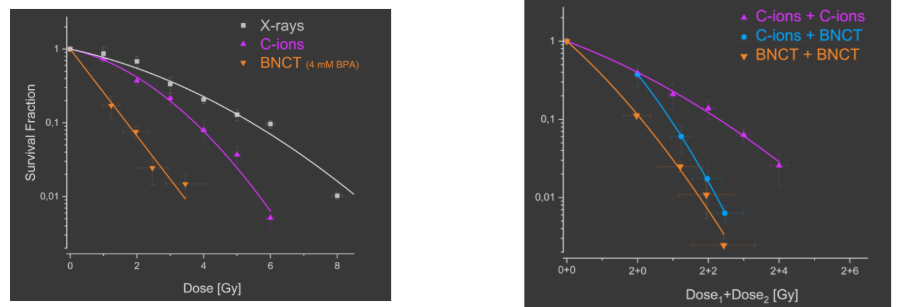 X-rays
C-ions
BNCT (4 mM BPA)
Survival Fraction
1
0,1
0,01
0
2
4
6
8
Dose [Gy]
C-ions + C-ions
C-ions + BNCT
BNCT + BNCT
1
0,1
0,01
0+0
2+0
2+2
2+4
2+6
Dose₁+Dose₂ [Gy]